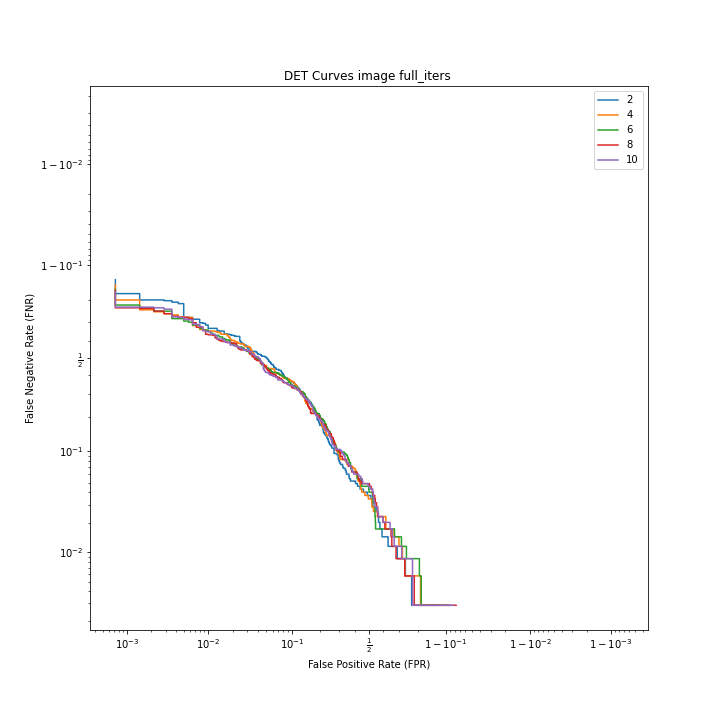 DET Curves image full_iters
2
4
6
8
10
False Negative Rate (FNR)
1 − 10⁻²
1 − 10⁻¹
½
10⁻¹
10⁻²
10⁻³
10⁻²
10⁻¹
½
1 − 10⁻¹
1 − 10⁻²
1 − 10⁻³
False Positive Rate (FPR)